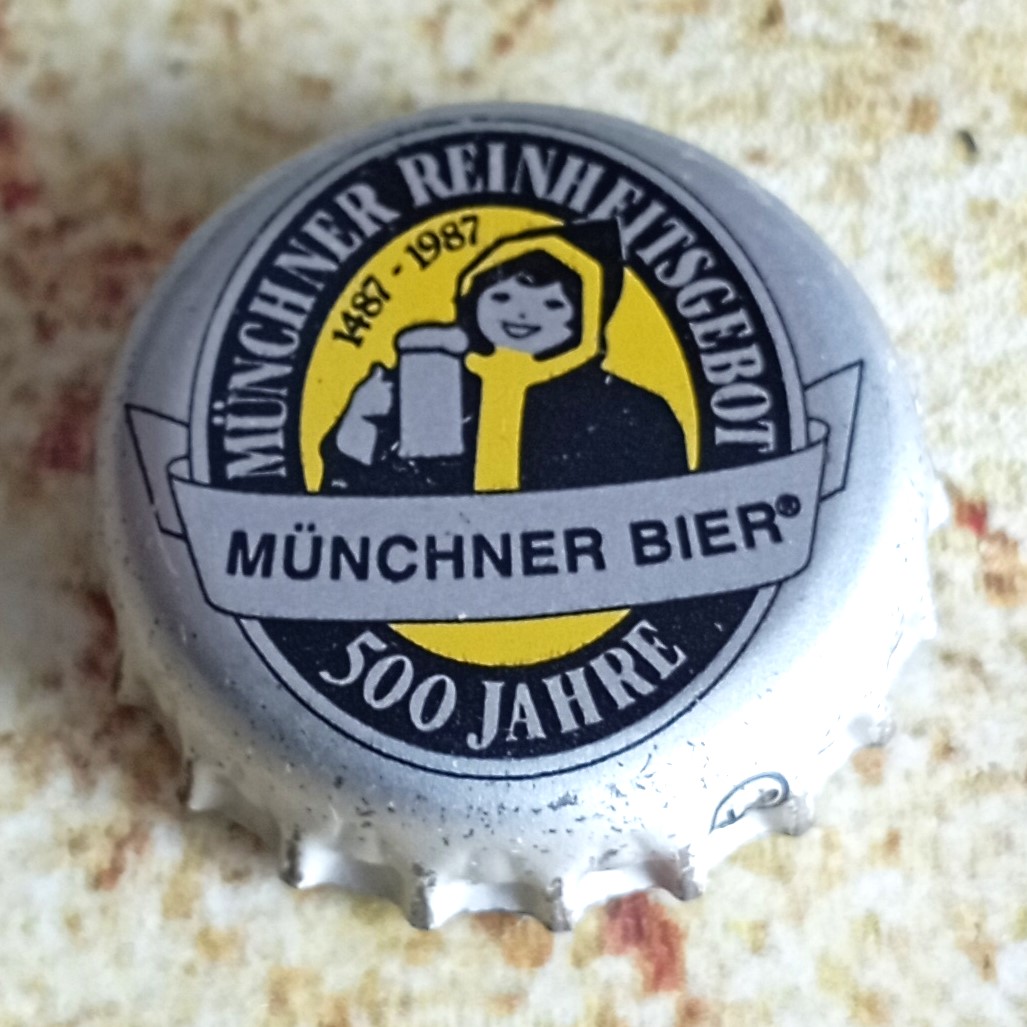 MÜNCHNER REINHEITSGEBOT
1487 - 1987
MÜNCHNER BIER®
500 JAHRE